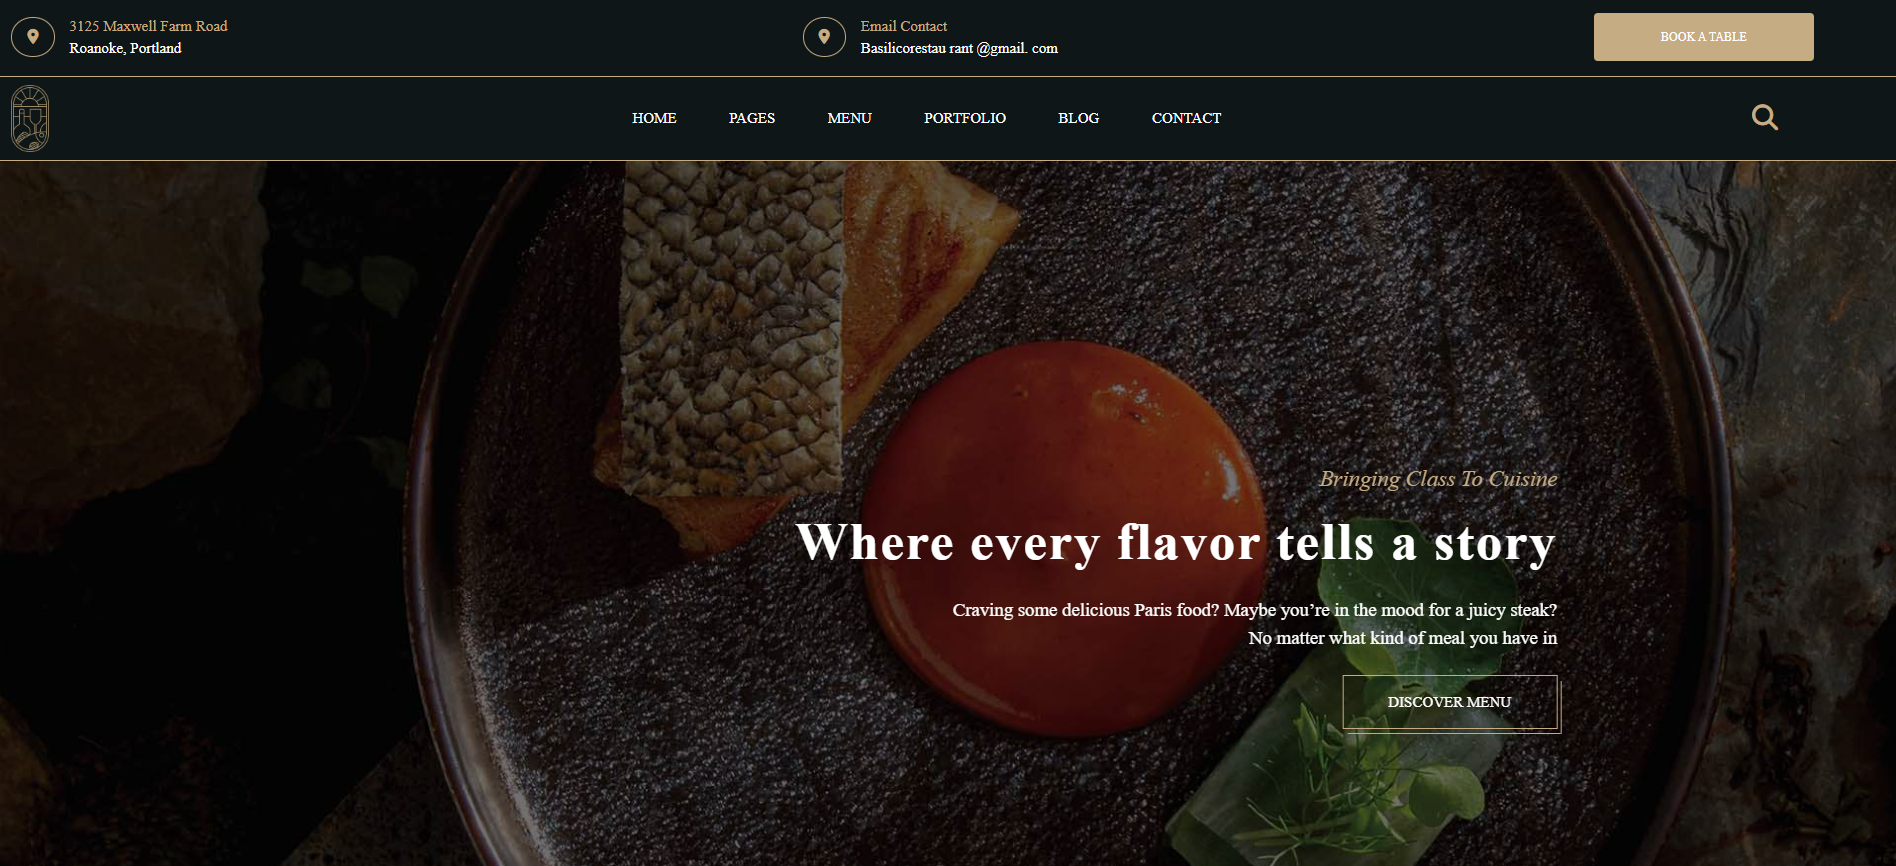 3125 Maxwell Farm Road
Roanoke, Portland
Email Contact
Basilicorestau rant @gmail. com
BOOK A TABLE
HOME PAGES MENU PORTFOLIO BLOG CONTACT
Bringing Class To Cuisine
Where every flavor tells a story
Craving some delicious Paris food? Maybe you’re in the mood for a juicy steak?
No matter what kind of meal you have in
DISCOVER MENU